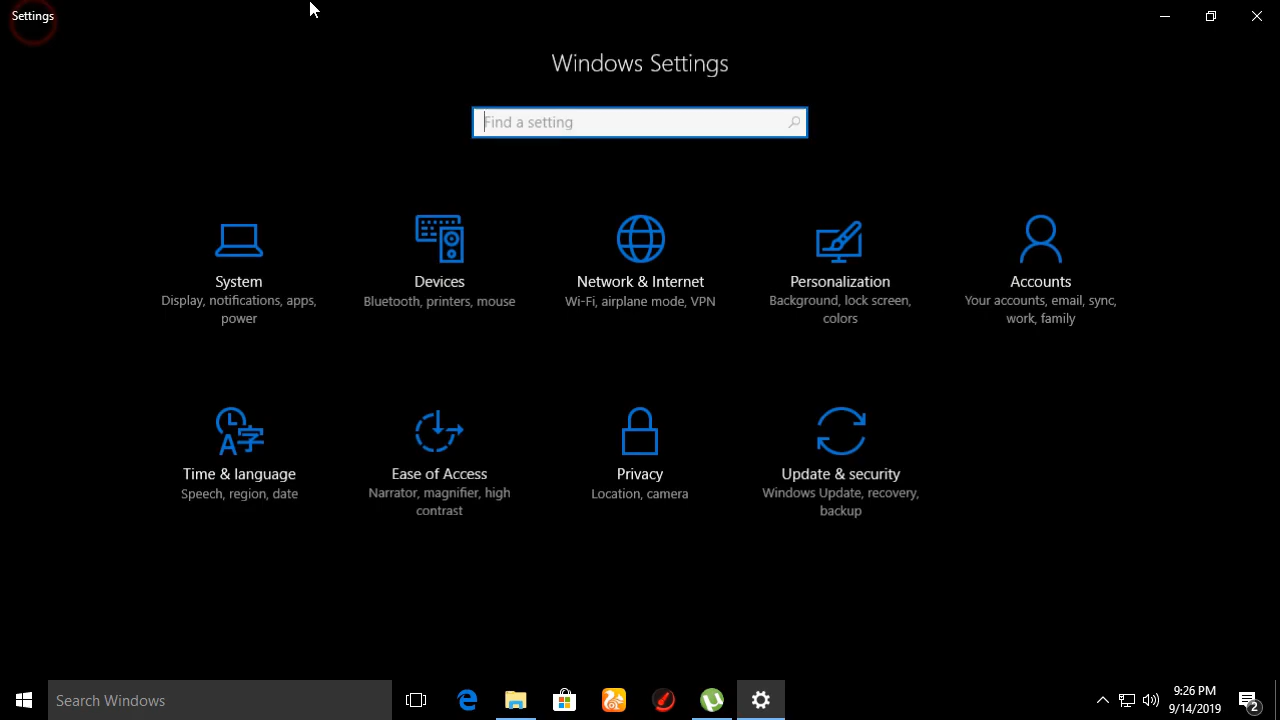 Settings
Windows Settings
Find a setting
System
Display, notifications, apps,
power
Devices
Bluetooth, printers, mouse
Network & Internet
Wi-Fi, airplane mode, VPN
Personalization
Background, lock screen,
colors
Accounts
Your accounts, email, sync,
work, family
A字
Time & language
Speech, region, date
Ease of Access
Narrator, magnifier, high
contrast
Privacy
Location, camera
Update & security
Windows Update, recovery,
backup
Search Windows
9:26 PM
9/14/2019
2